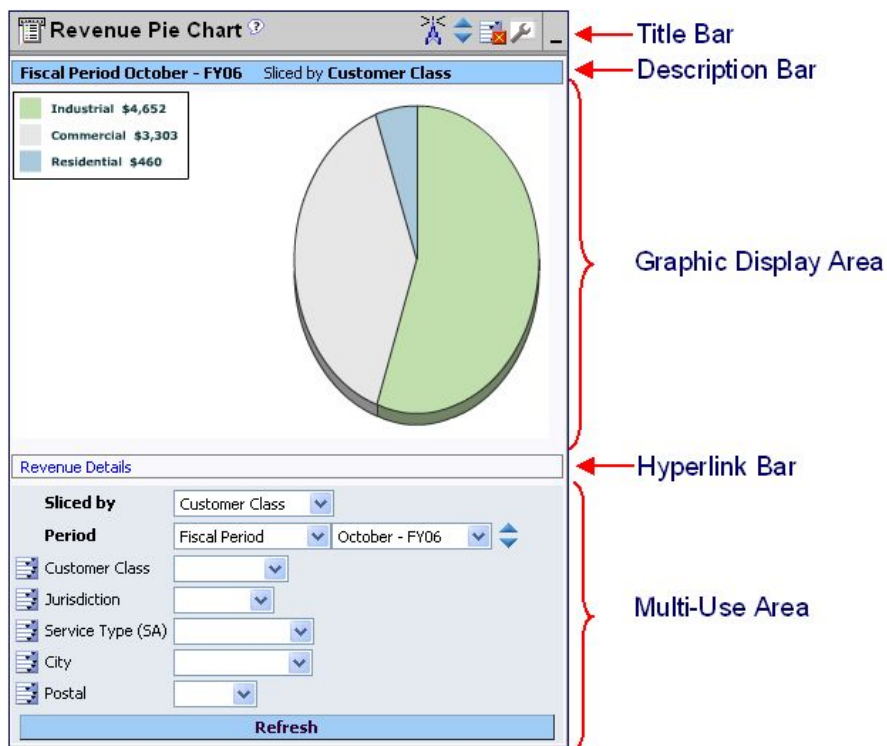 Revenue Pie Chart ?
Title Bar
Fiscal Period October - FY06 Sliced by Customer Class
Description Bar
Industrial $4,652
Commercial $3,303
Residential $460
Graphic Display Area
Revenue Details
Hyperlink Bar
Sliced by Customer Class
Period Fiscal Period October - FY06
Customer Class
Jurisdiction
Service Type (SA)
City
Postal
Multi-Use Area
Refresh